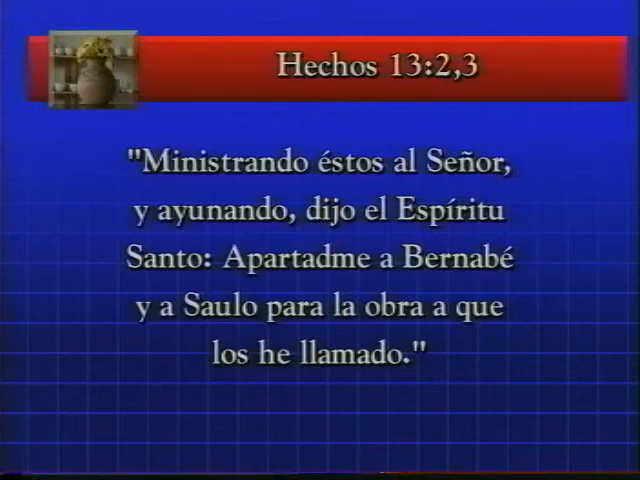 Hechos 13:2,3
"Ministrando éstos al Señor,
y ayunando, dijo el Espíritu
Santo: Apartadme a Bernabé
y a Saulo para la obra a que
los he llamado."